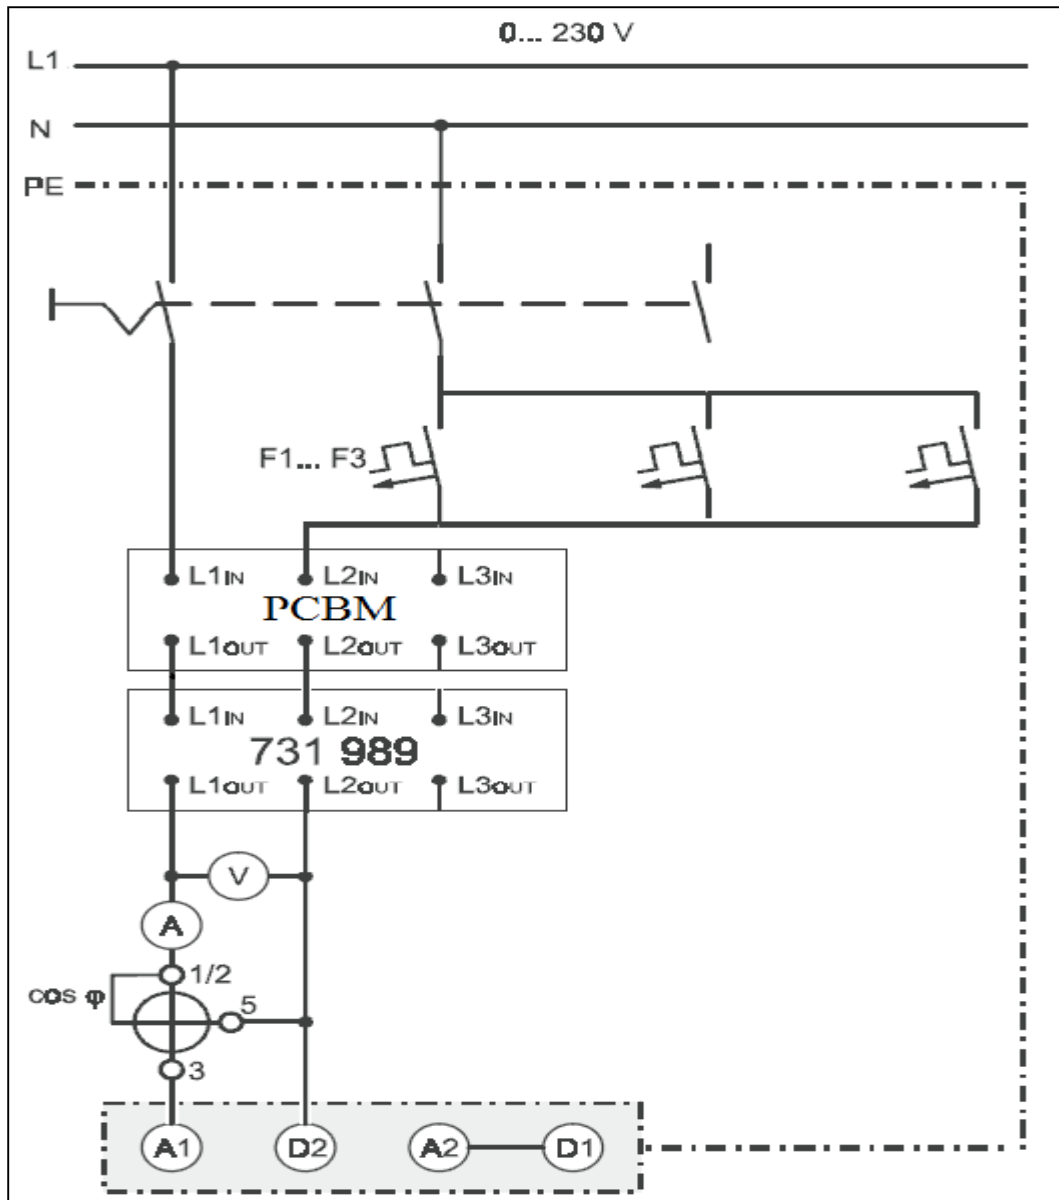 0... 230 V
L1
N
PE
F1... F3
L1IN L2IN L3IN
PCBM
L1OUT L2OUT L3OUT
L1IN L2IN L3IN
731 989
L1OUT L2OUT L3OUT
V
A
1/2
cos φ
5
3
A1 D2 A2 D1